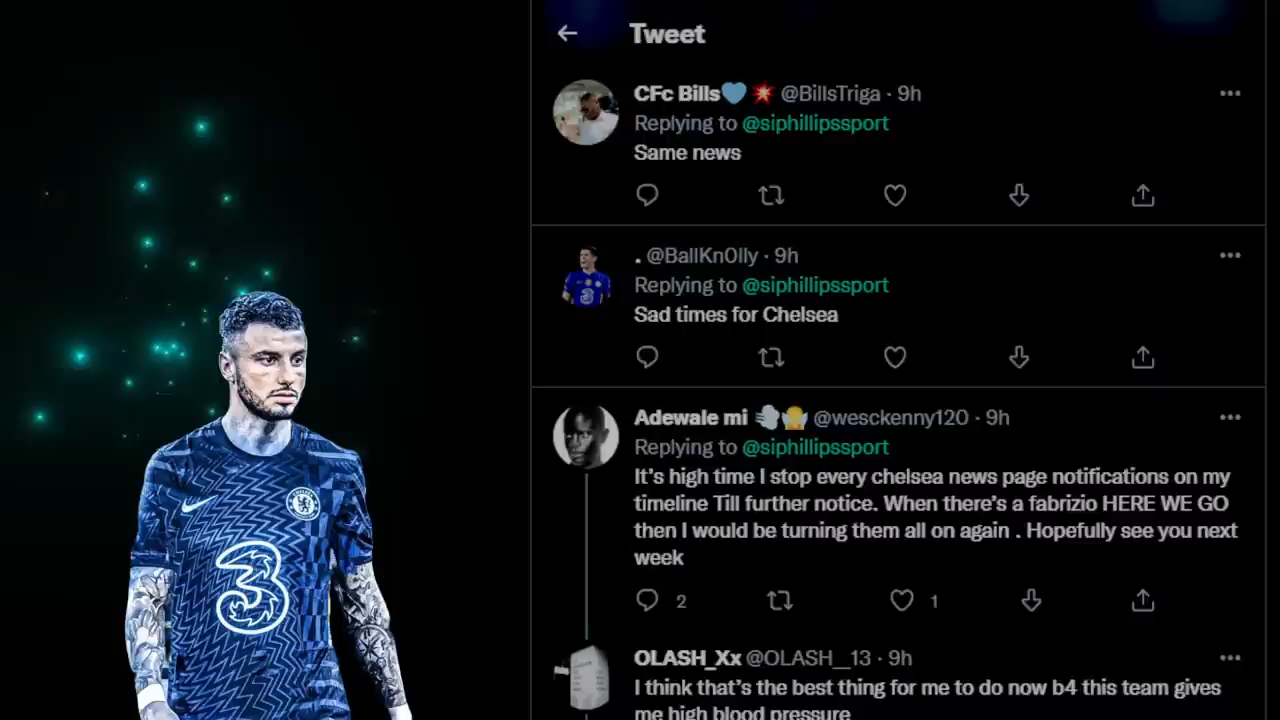 Tweet
CFc Bills💙💥 @BillsTriga · 9h
Replying to @siphillipssport
Same news
. @BallKnOlly · 9h
Replying to @siphillipssport
Sad times for Chelsea
Adewale mi @wesckenny120 · 9h
Replying to @siphillipssport
It's high time I stop every chelsea news page notifications on my
timeline Till further notice. When there's a fabrizio HERE WE GO
then I would be turning them all on again . Hopefully see you next
week
2 1
OLASH_Xx @OLASH__13 · 9h
I think that's the best thing for me to do now b4 this team gives
me high blood pressure
3